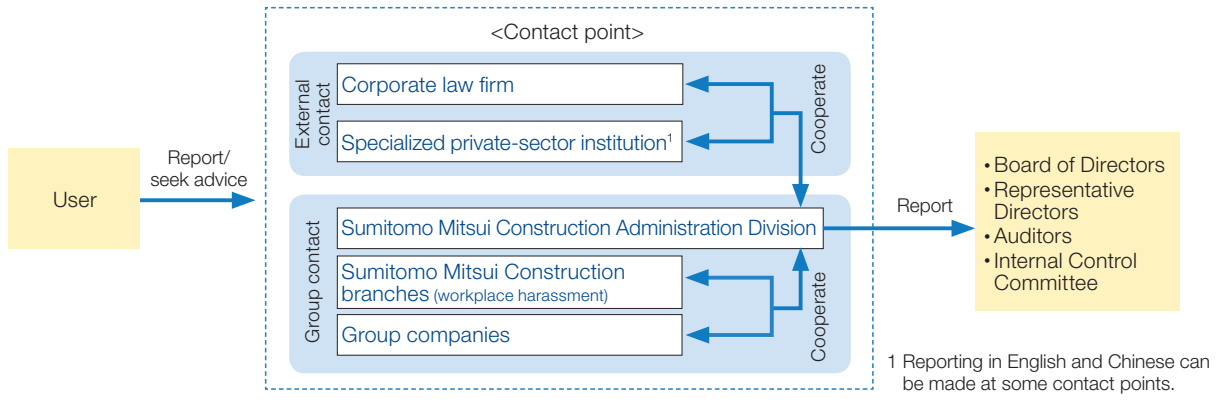 <Contact point>
External
contact
Corporate law firm
Specialized private-sector institution1
Cooperate
User
Report/
seek advice
Group contact
Sumitomo Mitsui Construction Administration Division
Sumitomo Mitsui Construction
branches (workplace harassment)
Group companies
Cooperate
Report
・Board of Directors
・Representative
Directors
・Auditors
・Internal Control
Committee
1 Reporting in English and Chinese can
be made at some contact points.